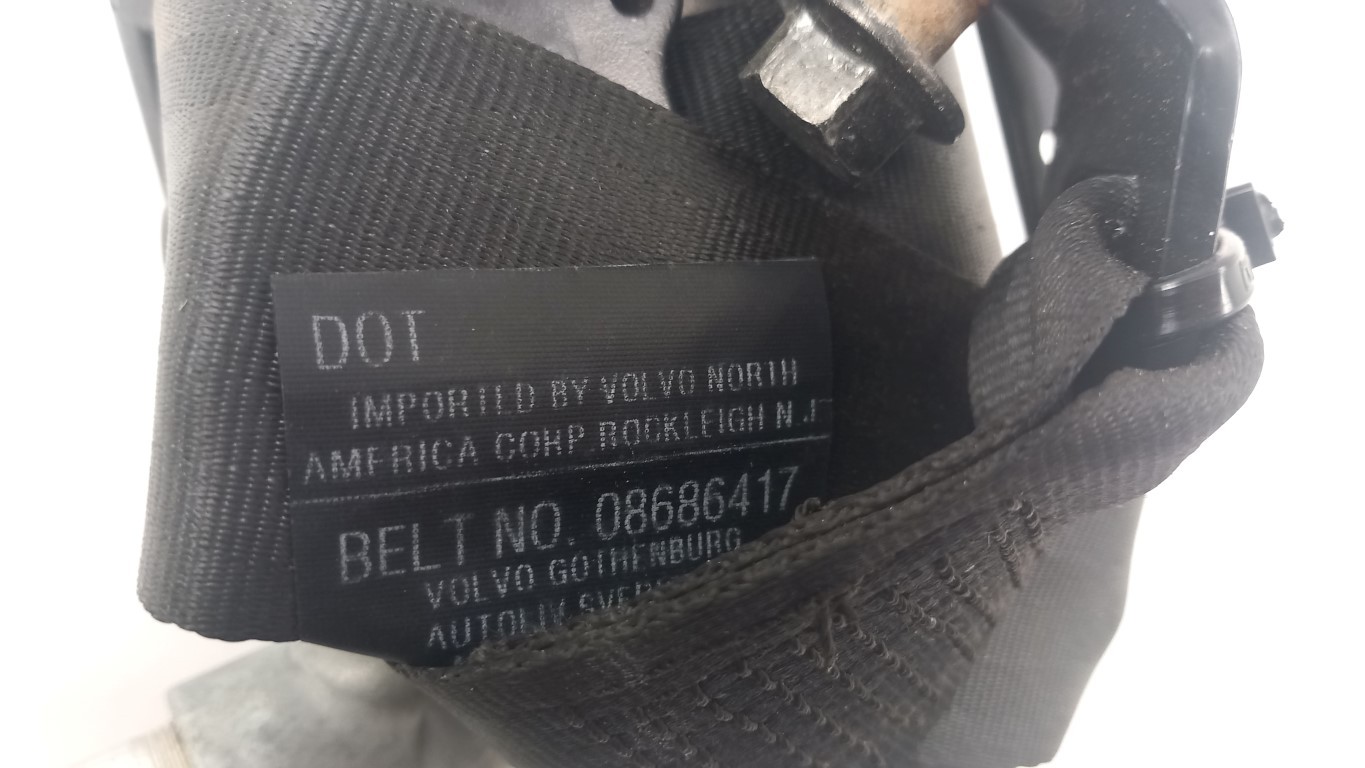 DOT
IMPORTED BY VOLVO NORTH
AMERICA CORP ROCKLEIGH N.J
BELT NO. 08686417
VOLVO GOTHENBURG
AUTOLIV